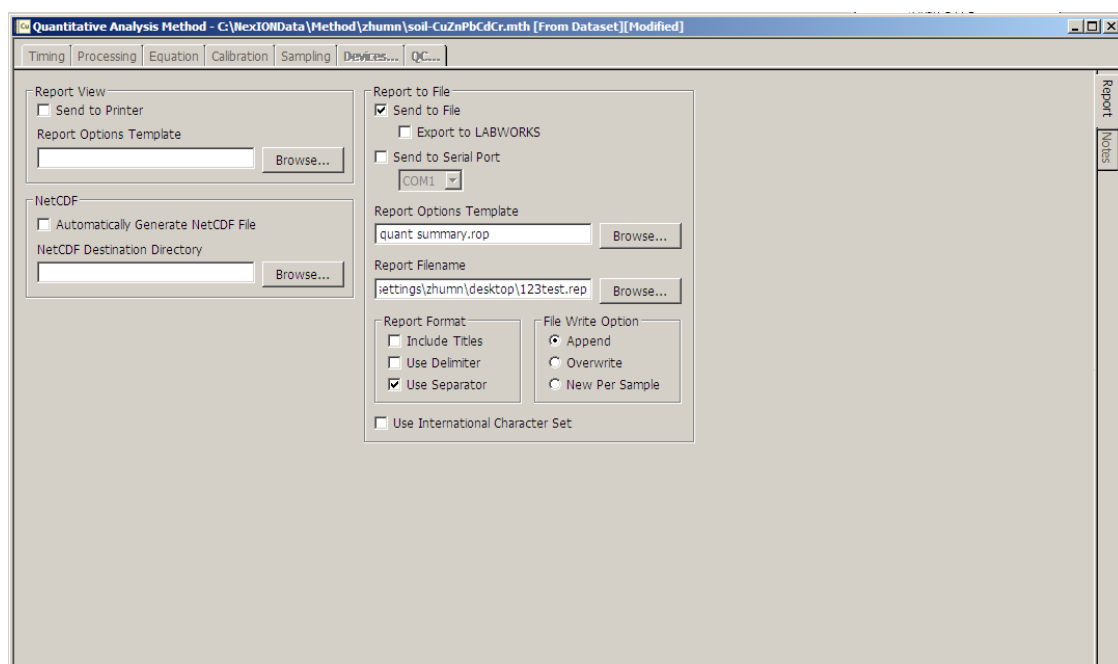 Quantitative Analysis Method - C:\NexIONData\Method\zhumn\soil-CuZnPbCdCr.mth [From Dataset][Modified]
Timing Processing Equation Calibration Sampling Devices... QC...
Report View
Send to Printer
Report Options Template
Browse...
NetCDF
Automatically Generate NetCDF File
NetCDF Destination Directory
Browse...
Report to File
Send to File
Export to LABWORKS
Send to Serial Port
COM1
Report Options Template
quant summary.rop Browse...
Report Filename
settings\zhumn\desktop\123test.rep Browse...
Report Format
Include Titles
Use Delimiter
Use Separator
File Write Option
Append
Overwrite
New Per Sample
Use International Character Set
Report
Notes